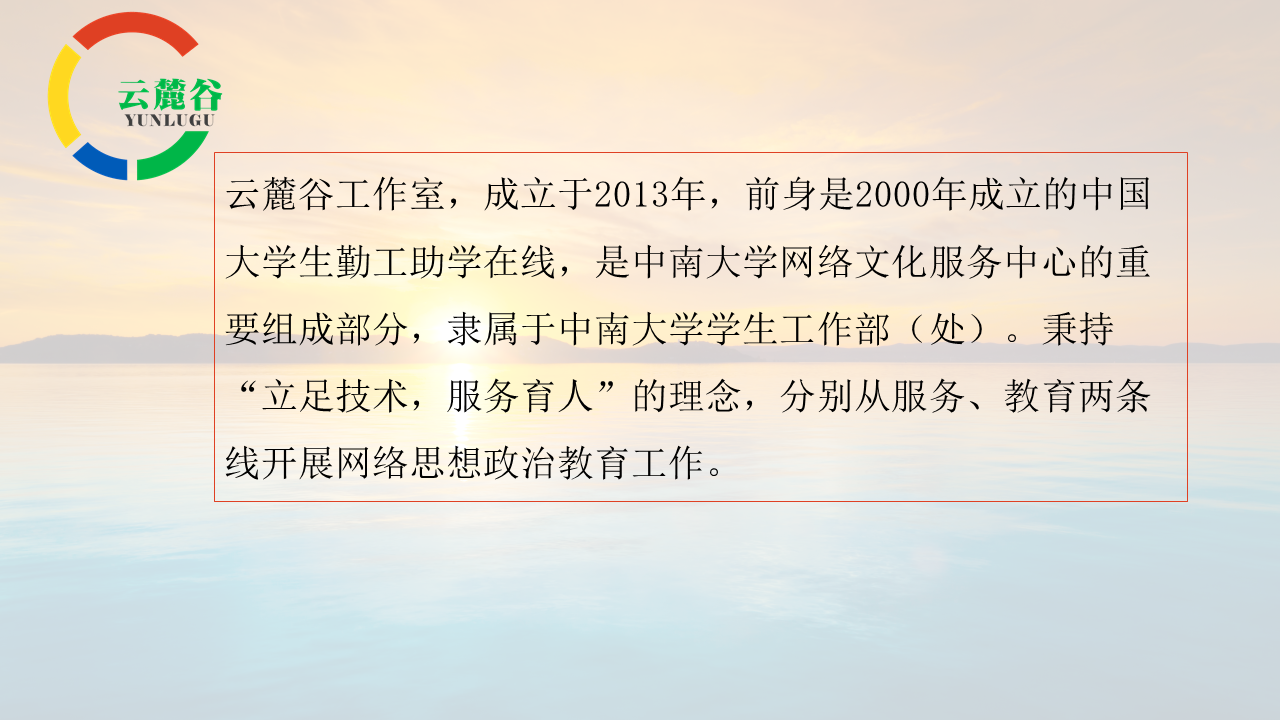 云麓谷
YUNLUGU
云麓谷工作室，成立于2013年，前身是2000年成立的中国
大学生勤工助学在线，是中南大学网络文化服务中心的重
要组成部分，隶属于中南大学学生工作部（处）。秉持
“立足技术，服务育人”的理念，分别从服务、教育两条
线开展网络思想政治教育工作。